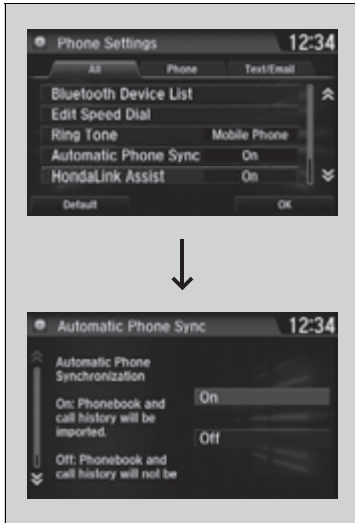 Phone Settings 12:34
All Phone Text/Email
Bluetooth Device List
Edit Speed Dial
Ring Tone Mobile Phone
Automatic Phone Sync On
HondaLink Assist On
Default OK
Automatic Phone Sync 12:34
Automatic Phone
Synchronization
On: Phonebook and
call history will be
imported.
Off: Phonebook and
call history will not be
On
Off